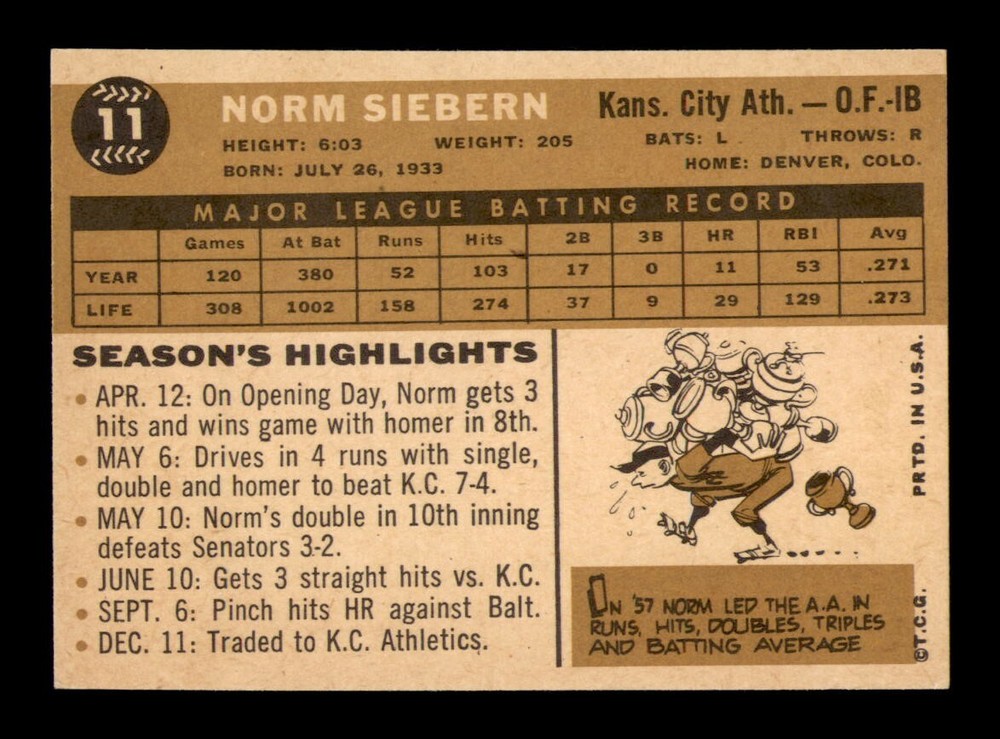 11
NORM SIEBERN
Kans. City Ath. — O.F.-1B
HEIGHT: 6:03 WEIGHT: 205 BATS: L THROWS: R
BORN: JULY 26, 1933 HOME: DENVER, COLO.
MAJOR LEAGUE BATTING RECORD
Games At Bat Runs Hits 2B 3B HR RBI Avg
YEAR 120 380 52 103 17 0 11 53 .271
LIFE 308 1002 158 274 37 9 29 129 .273
SEASON'S HIGHLIGHTS
• APR. 12: On Opening Day, Norm gets 3
hits and wins game with homer in 8th.
• MAY 6: Drives in 4 runs with single,
double and homer to beat K.C. 7-4.
• MAY 10: Norm's double in 10th inning
defeats Senators 3-2.
• JUNE 10: Gets 3 straight hits vs. K.C.
• SEPT. 6: Pinch hits HR against Balt.
• DEC. 11: Traded to K.C. Athletics.
IN '57 NORM LED THE A.A. IN
RUNS, HITS, DOUBLES, TRIPLES
AND BATTING AVERAGE
©T.C.G. PRTD. IN U.S.A.